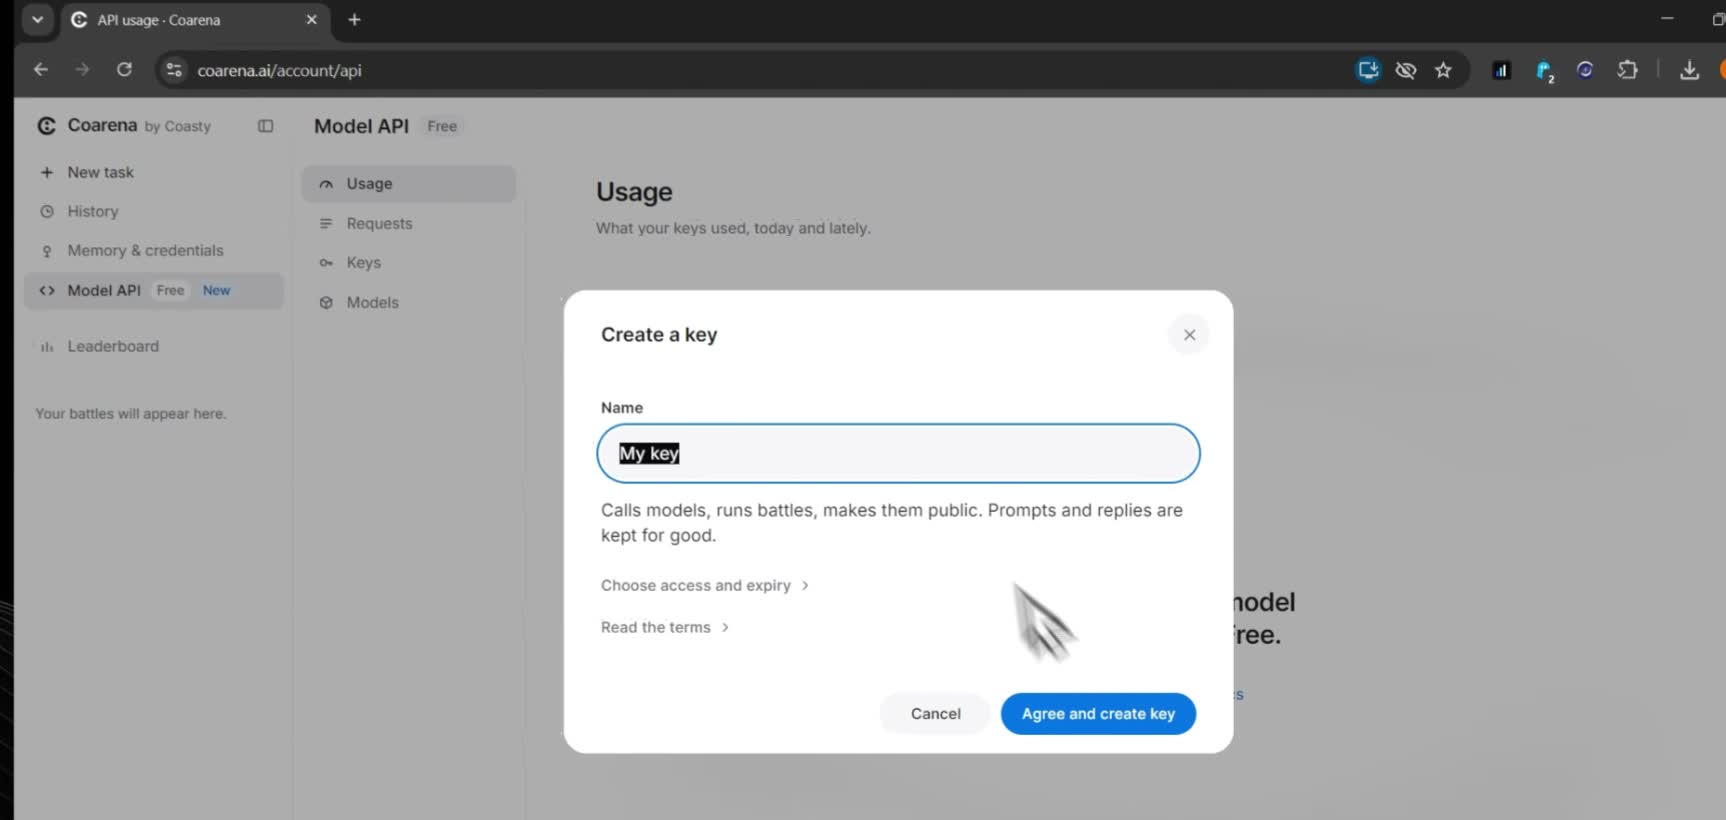 API usage · Coarena
coarena.ai/account/api
2
Coarena by Coasty
New task
History
Memory & credentials
Model API Free New
Leaderboard
Your battles will appear here.
Model API Free
Usage
Requests
Keys
Models
Usage
What your keys used, today and lately.
Create a key
Name
My key
Calls models, runs battles, makes them public. Prompts and replies are
kept for good.
Choose access and expiry
Read the terms
Cancel
Agree and create key